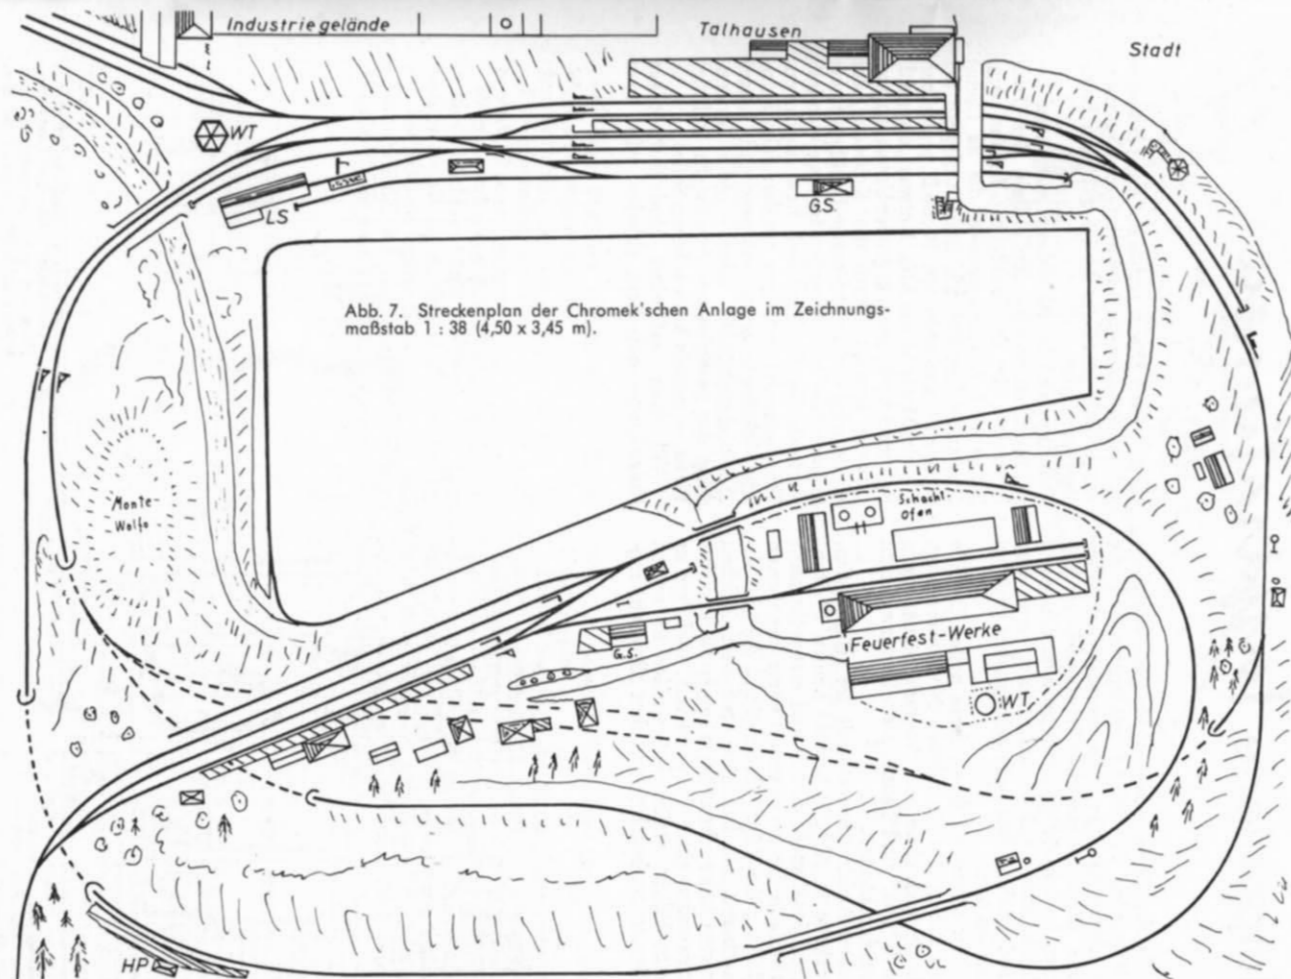 Industriegelände
Talhausen
Stadt
WT
LS
G.S.
Abb. 7. Streckenplan der Chromek'schen Anlage im Zeichnungs-
maßstab 1 : 38 (4,50 x 3,45 m).
Monte-
Wolfo
Schacht-
Ofen
Feuerfest-Werke
G.S.
WT
HP